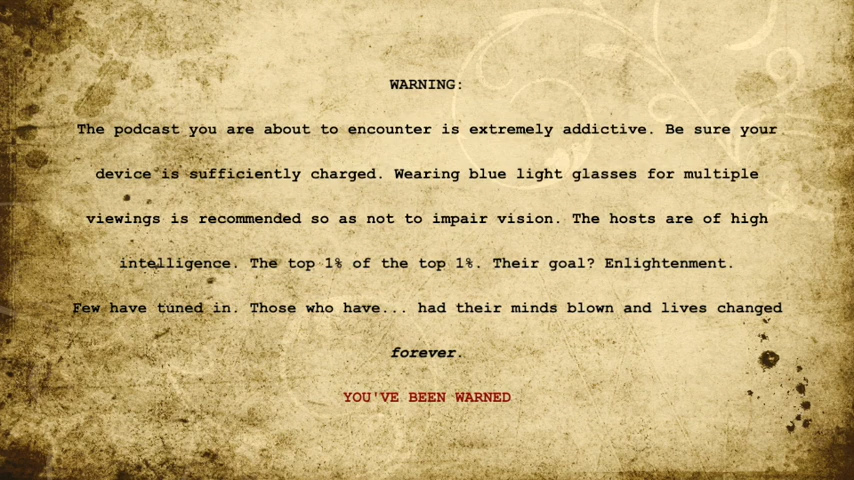 WARNING:
The podcast you are about to encounter is extremely addictive. Be sure your
device is sufficiently charged. Wearing blue light glasses for multiple
viewings is recommended so as not to impair vision. The hosts are of high
intelligence. The top 1% of the top 1%. Their goal? Enlightenment.
Few have tuned in. Those who have... had their minds blown and lives changed
forever.
YOU'VE BEEN WARNED